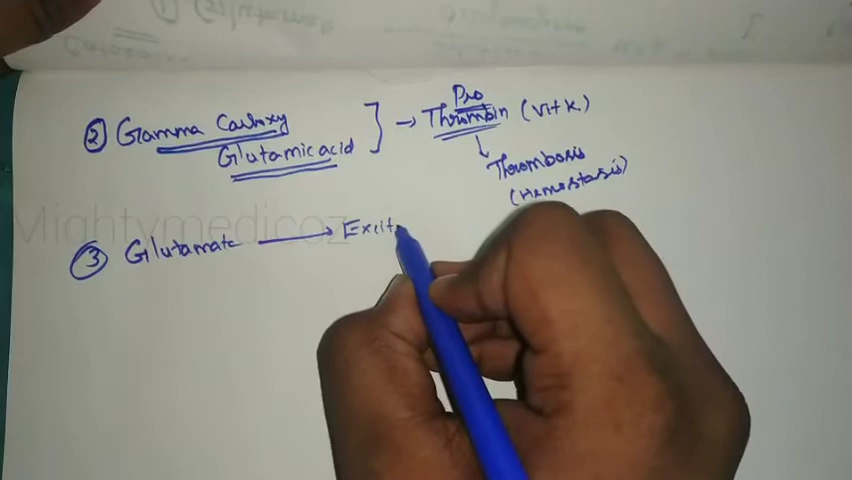 Pro
② Gamma Carboxy ] → Thrombin (Vit K.)
Glutamic acid
Thrombosis
(Hemostasis)
Mightymedicoz
③ Glutamate → Excit